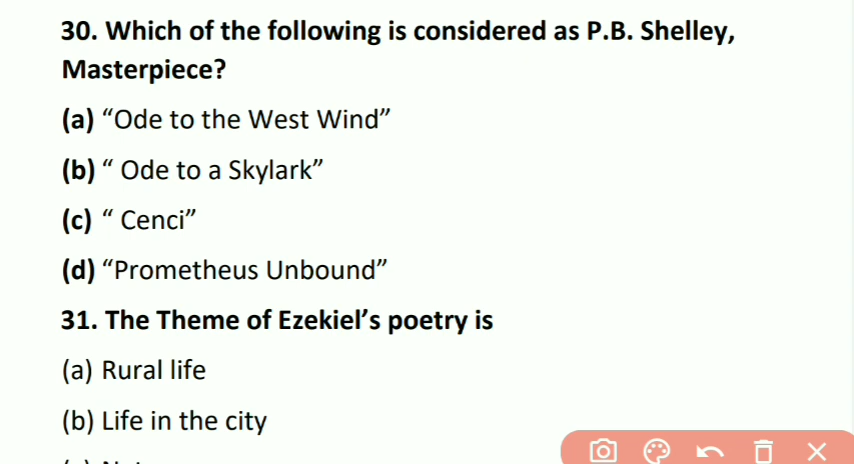 30. Which of the following is considered as P.B. Shelley,
Masterpiece?
(a) “Ode to the West Wind”
(b) “ Ode to a Skylark”
(c) “ Cenci”
(d) “Prometheus Unbound”
31. The Theme of Ezekiel’s poetry is
(a) Rural life
(b) Life in the city